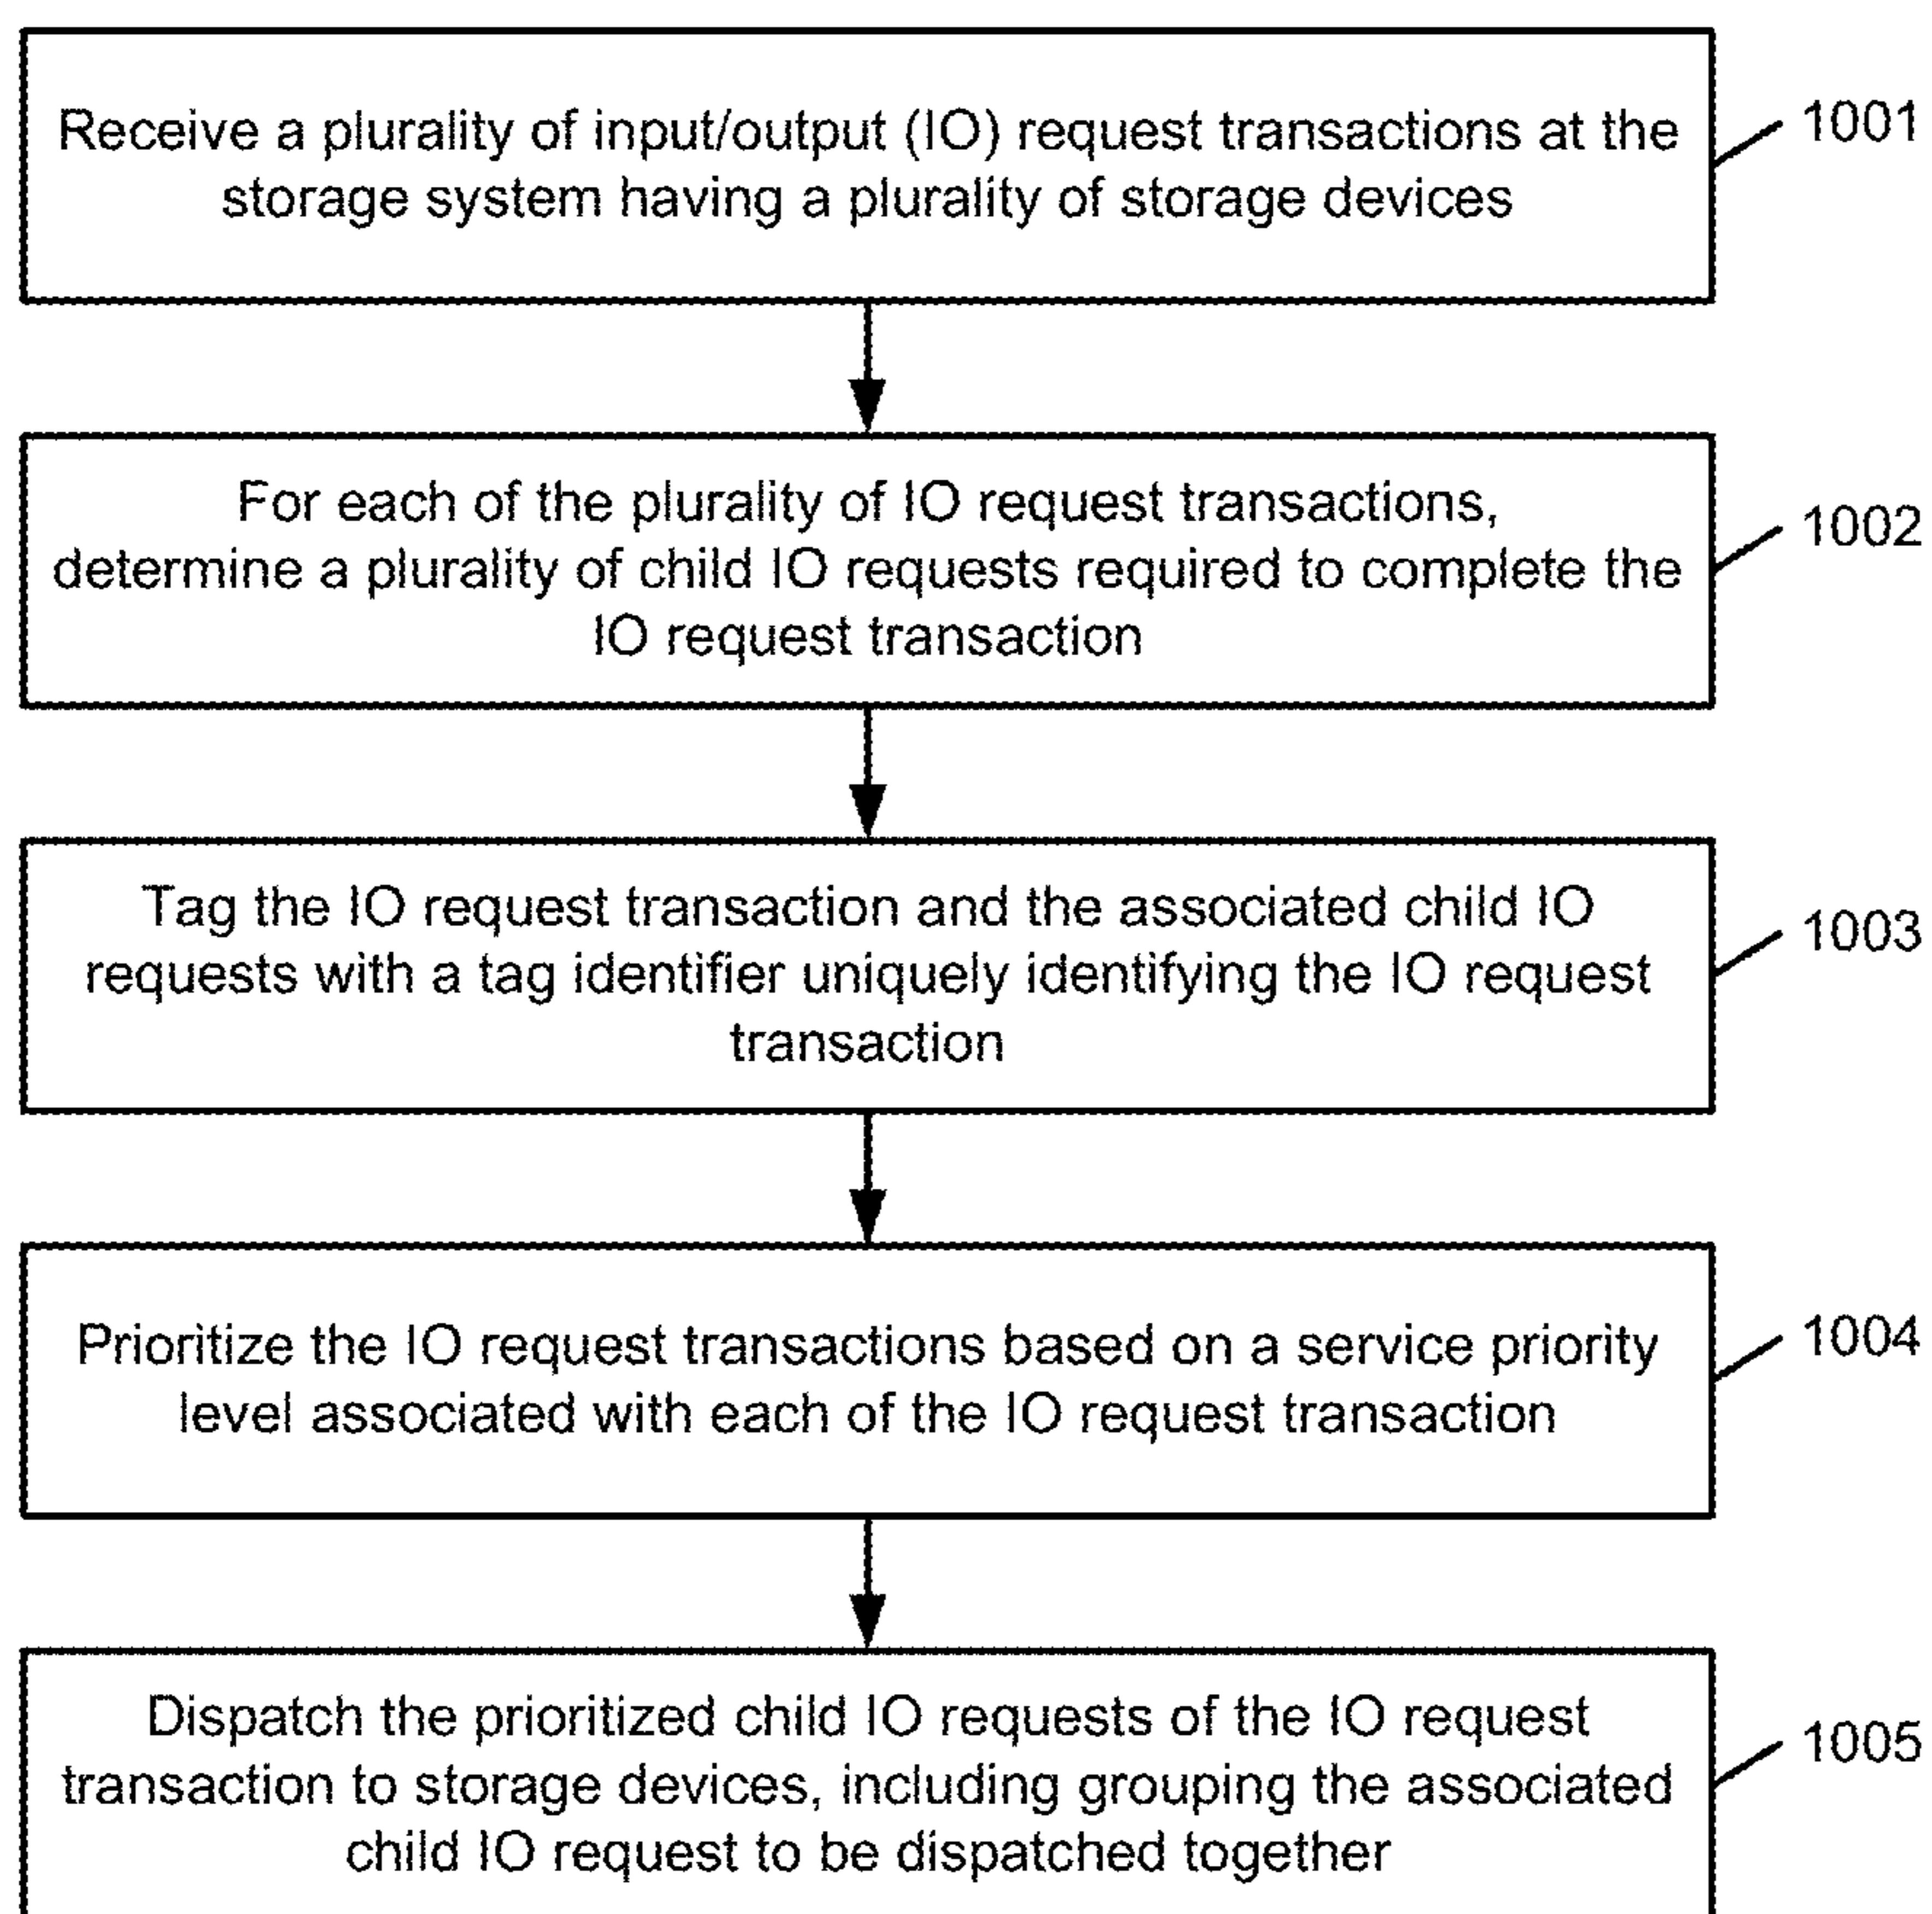 Receive a plurality of input/output (IO) request transactions at the
storage system having a plurality of storage devices
1001
For each of the plurality of IO request transactions,
determine a plurality of child IO requests required to complete the
IO request transaction
1002
Tag the IO request transaction and the associated child IO
requests with a tag identifier uniquely identifying the IO request
transaction
1003
Prioritize the IO request transactions based on a service priority
level associated with each of the IO request transaction
1004
Dispatch the prioritized child IO requests of the IO request
transaction to storage devices, including grouping the associated
child IO request to be dispatched together
1005